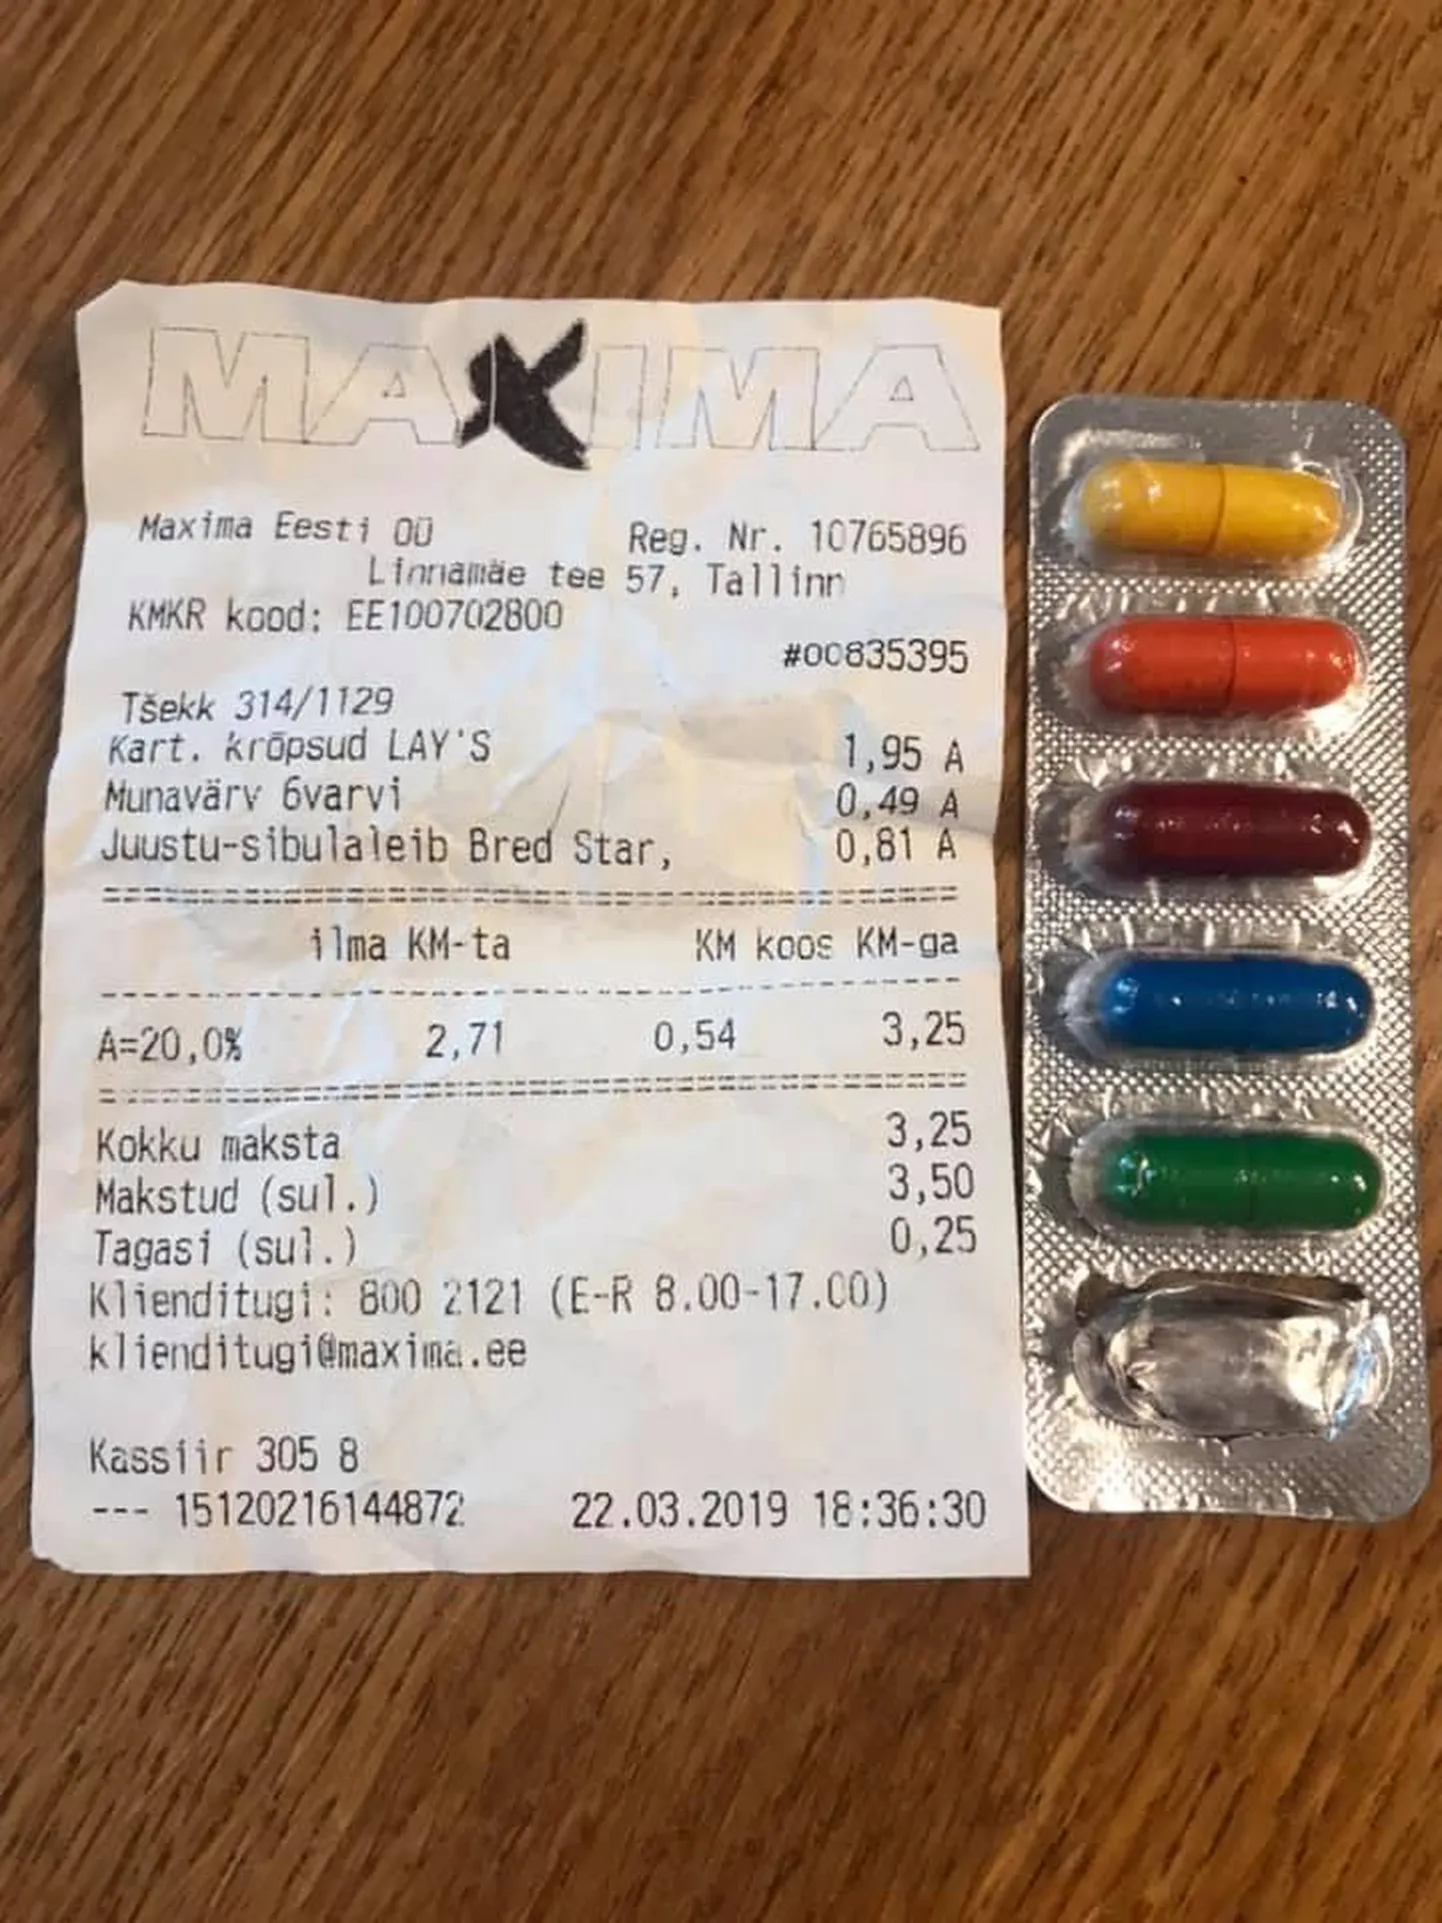 MAXIMA
Maxima Eesti OÜ Reg. Nr. 10765896
Linnamäe tee 57, Tallinn
KMKR kood: EE100702800
#00835395
Tšekk 314/1129
Kart. krõpsud LAY'S 1,95 A
Munavärv 6varvi 0,49 A
Juustu-sibulaleib Bred Star, 0,81 A
ilma KM-ta KM koos KM-ga
A=20,0% 2,71 0,54 3,25
Kokku maksta 3,25
Makstud (sul.) 3,50
Tagasi (sul.) 0,25
Klienditugi: 800 2121 (E-R 8.00-17.00)
klienditugi@maxima.ee
Kassiir 305 8
--- 15120216144872 22.03.2019 18:36:30